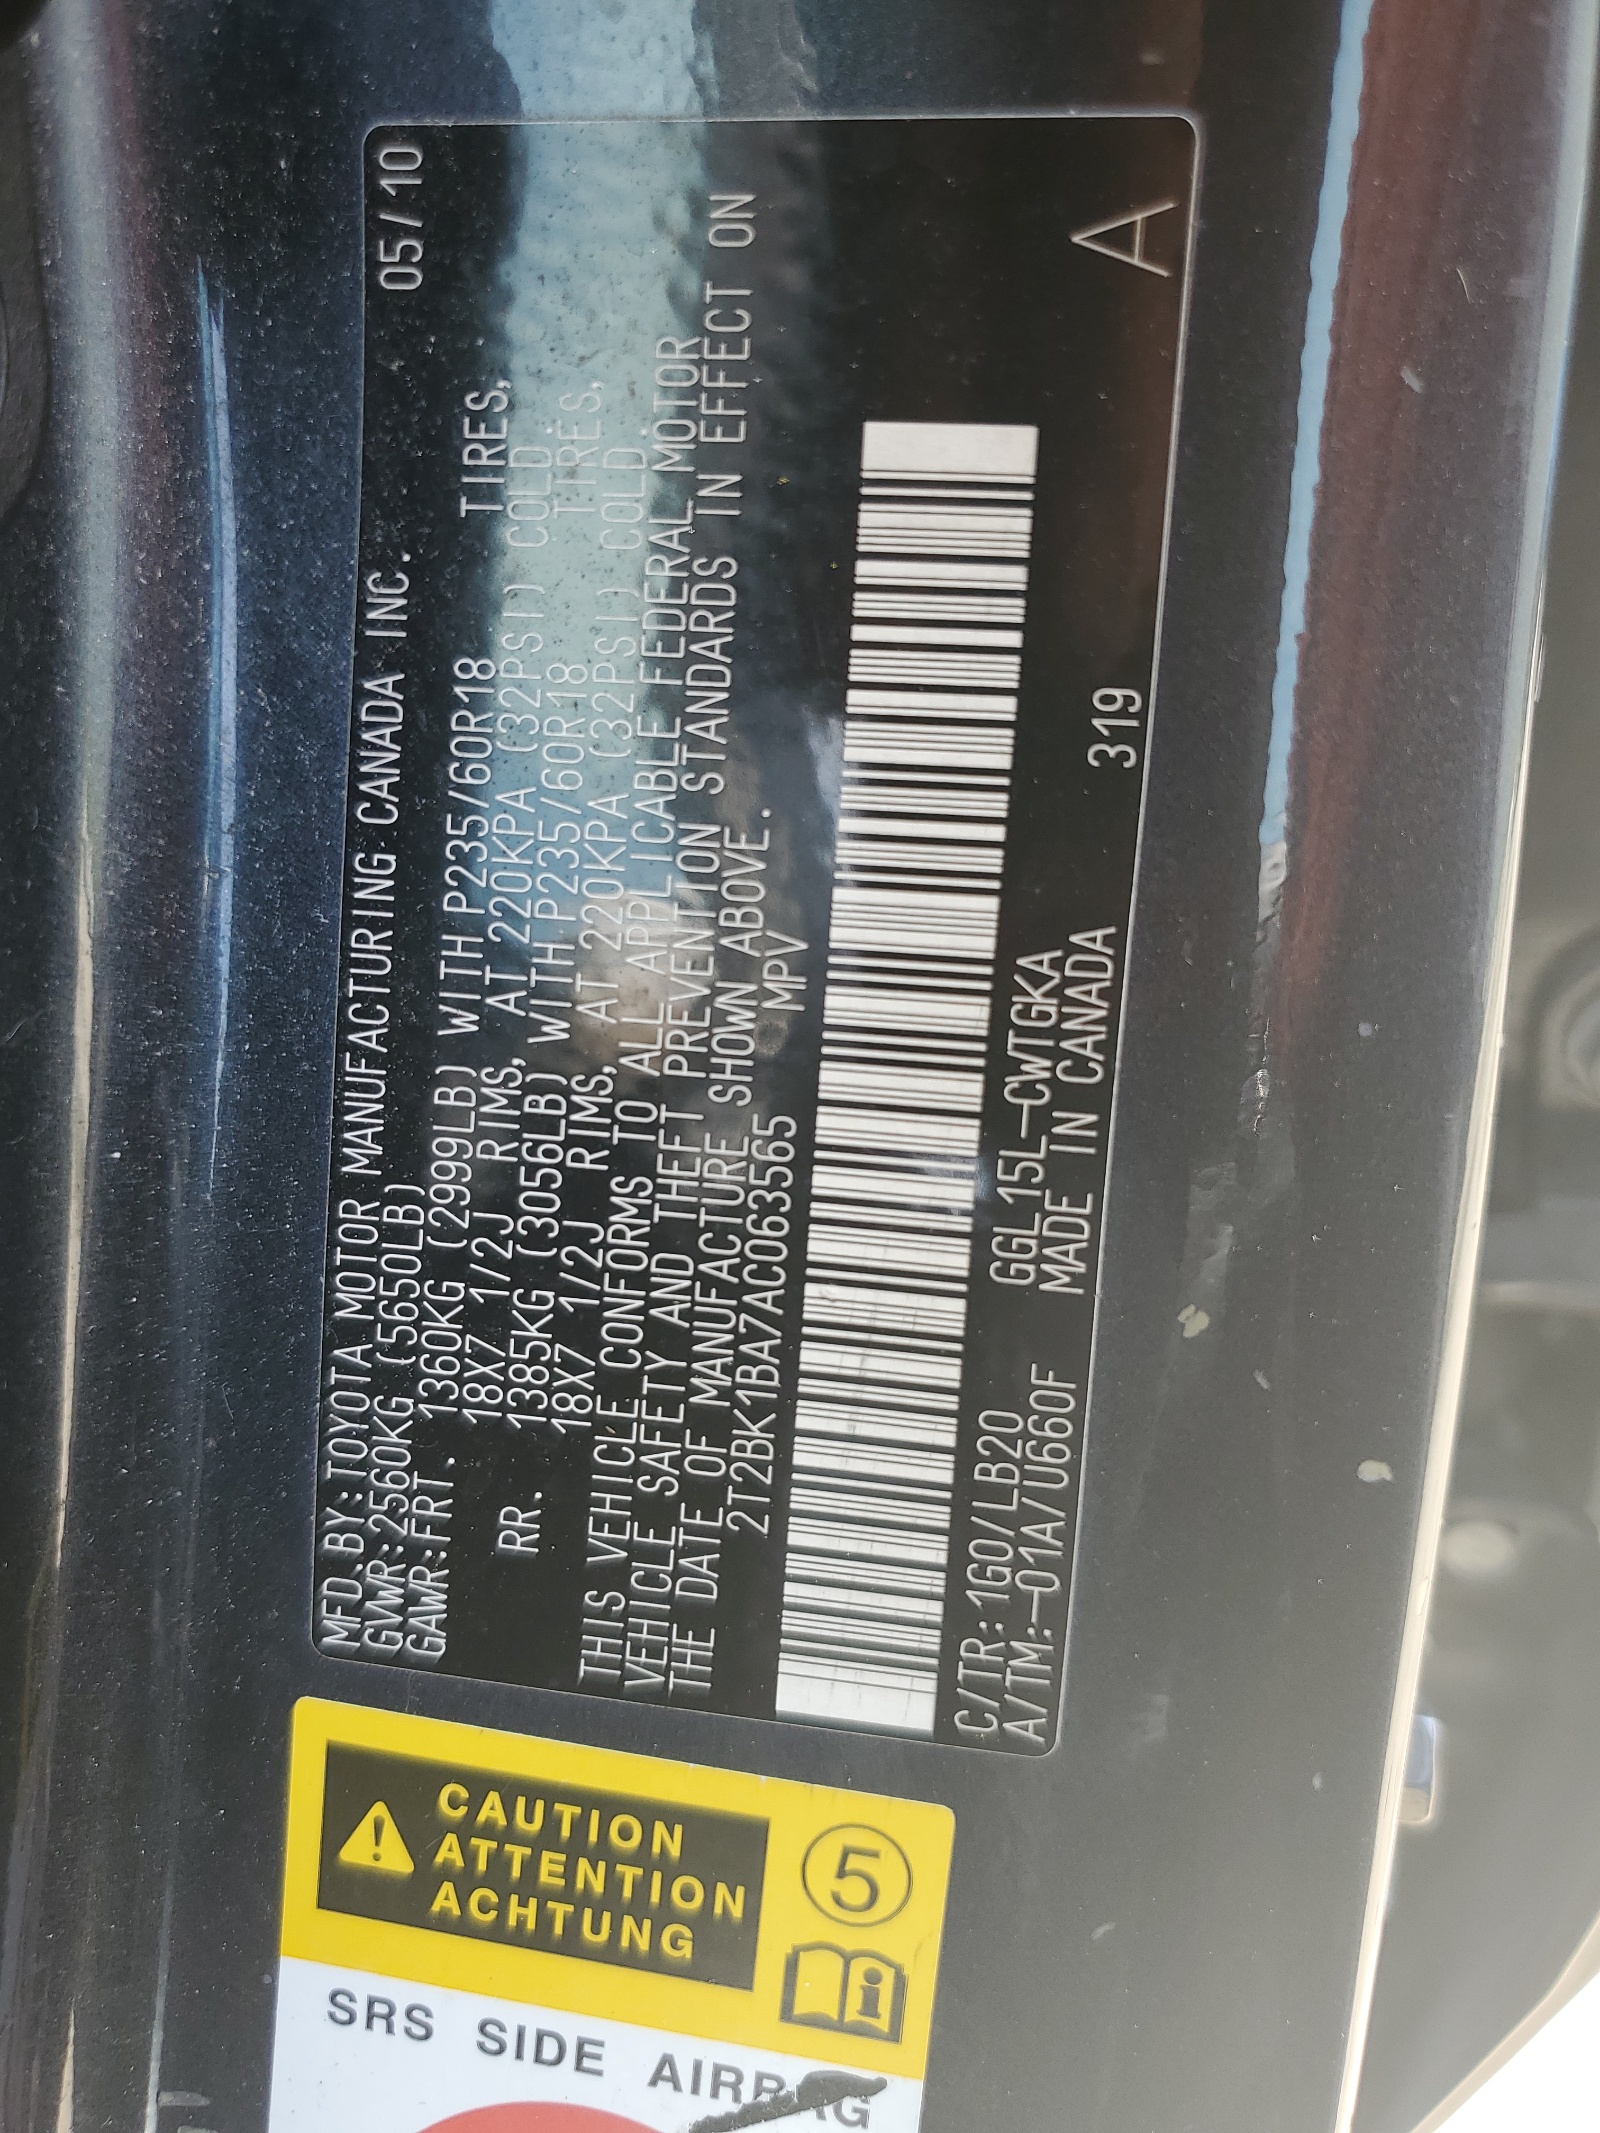 MFD.BY:TOYOTA MOTOR MANUFACTURING CANADA INC. 05/10
GVWR:2560KG (5650LB)
GAWR:FRT. 1360KG (2999LB) WITH P235/60R18 TIRES,
18X7 1/2J RIMS, AT 220KPA (32PSI) COLD.
RR. 1385KG (3056LB) WITH P235/60R18 TIRES,
18X7 1/2J RIMS, AT 220KPA (32PSI) COLD.
THIS VEHICLE CONFORMS TO ALL APPLICABLE FEDERAL MOTOR
VEHICLE SAFETY AND THEFT PREVENTION STANDARDS IN EFFECT ON
THE DATE OF MANUFACTURE SHOWN ABOVE.
2T2BK1BA7AC063565 MPV
C/TR:1G0/LB20 GGL15L-CWTGKA
A/TM:-01A/U660F MADE IN CANADA 319
A
CAUTION
ATTENTION
ACHTUNG
5
i
SRS SIDE AIRBAG